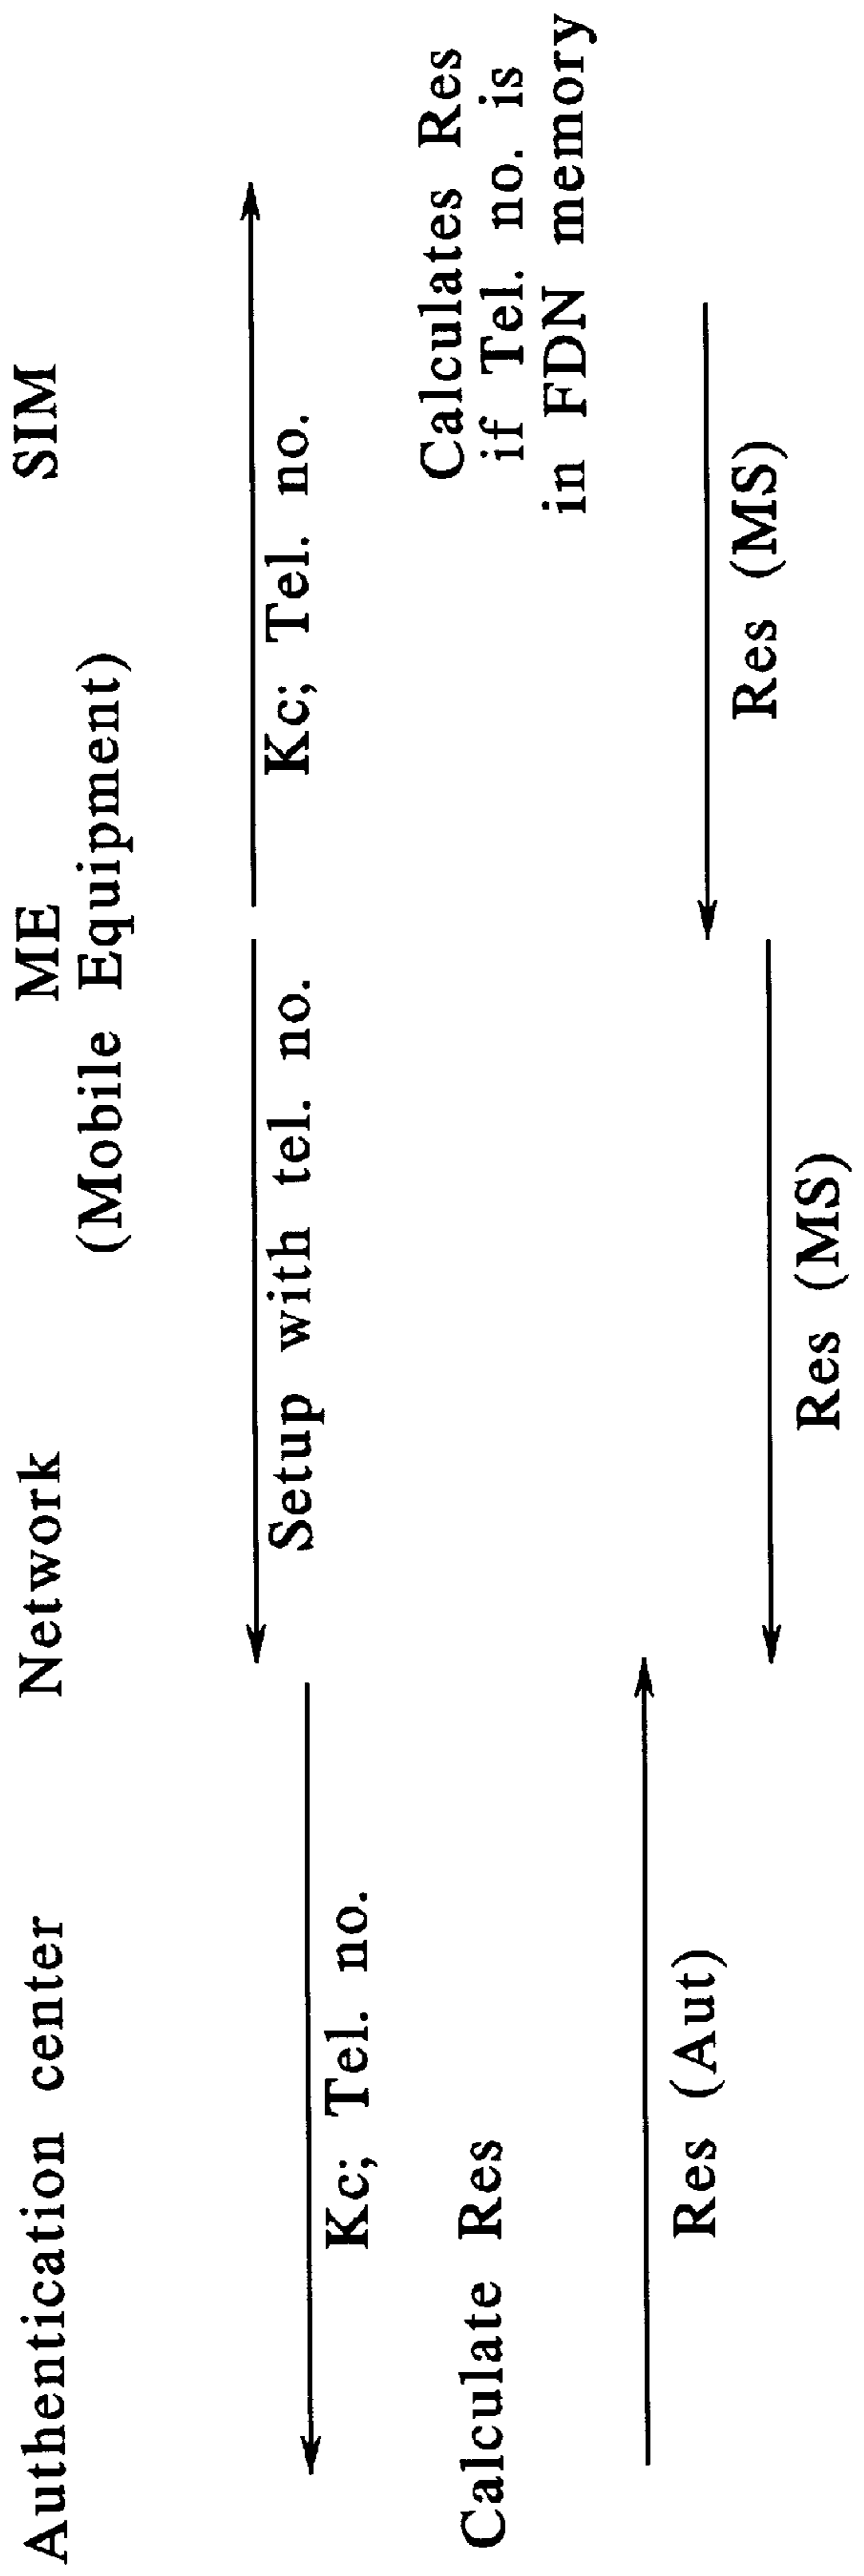 Authentication center
Network
ME
(Mobile Equipment)
SIM
Setup with tel. no.
Kc; Tel. no.
Kc; Tel. no.
Calculates Res
if Tel. no. is
in FDN memory
Calculate Res
Res (Aut)
Res (MS)
Res (MS)